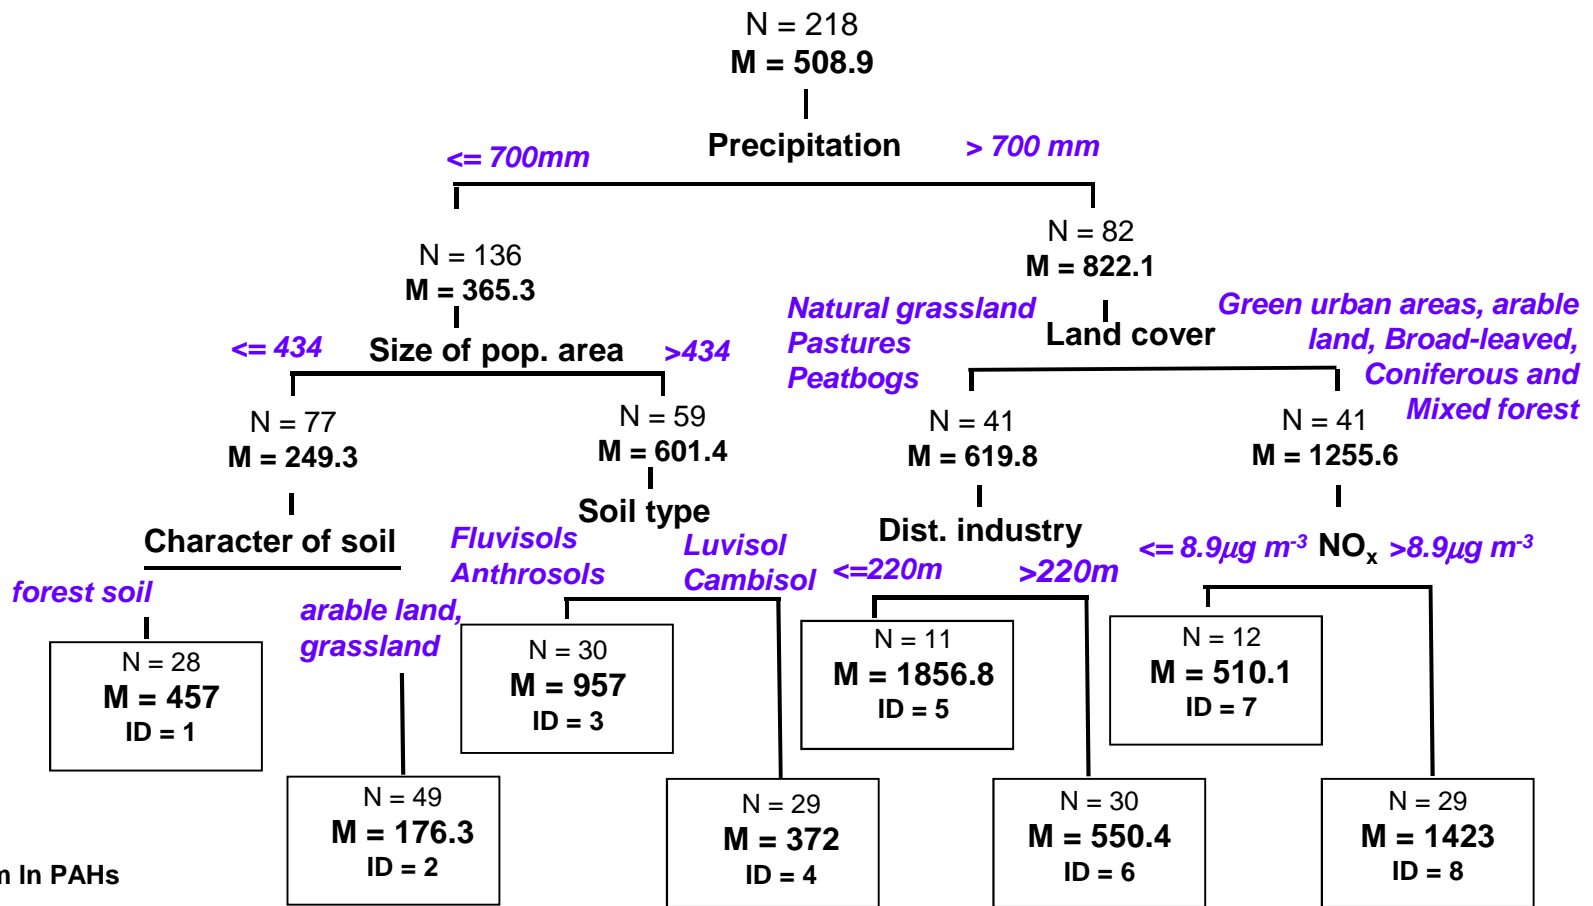 N = 218
M = 508.9
Precipitation
<= 700mm
> 700 mm
N = 136
M = 365.3
N = 82
M = 822.1
Size of pop. area
<= 434
>434
Land cover
Natural grassland
Pastures
Peatbogs
Green urban areas, arable
land, Broad-leaved,
Coniferous and
Mixed forest
N = 77
M = 249.3
N = 59
M = 601.4
N = 41
M = 619.8
N = 41
M = 1255.6
Character of soil
Soil type
Dist. industry
<= 8.9µg m⁻³ NOₓ >8.9µg m⁻³
forest soil
arable land,
grassland
Fluvisols
Anthrosols
Luvisol
Cambisol
<=220m
>220m
N = 28
M = 457
ID = 1
N = 49
M = 176.3
ID = 2
N = 30
M = 957
ID = 3
N = 29
M = 372
ID = 4
N = 11
M = 1856.8
ID = 5
N = 30
M = 550.4
ID = 6
N = 12
M = 510.1
ID = 7
N = 29
M = 1423
ID = 8
ln PAHs